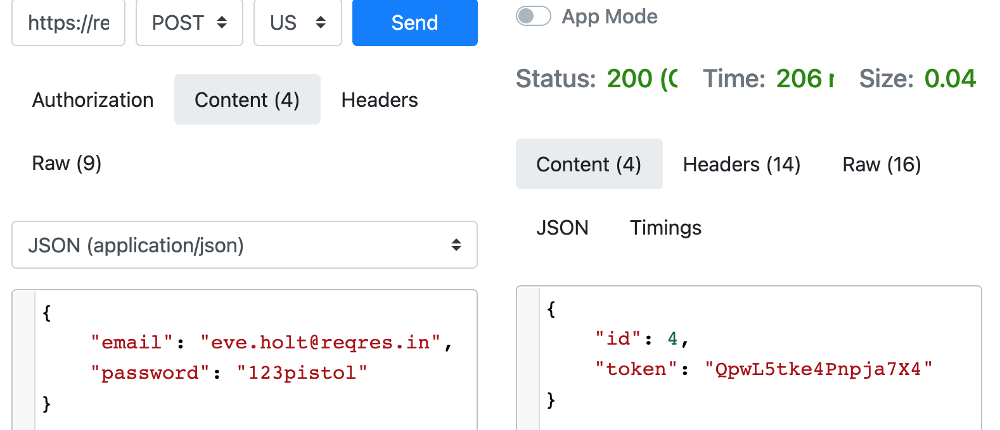 https://re POST US Send
Authorization Content (4) Headers
Raw (9)
JSON (application/json)
{
"email": "eve.holt@reqres.in",
"password": "123pistol"
}
App Mode
Status: 200 (O Time: 206 m Size: 0.04
Content (4) Headers (14) Raw (16)
JSON Timings
{
"id": 4,
"token": "QpwL5tke4Pnpja7X4"
}